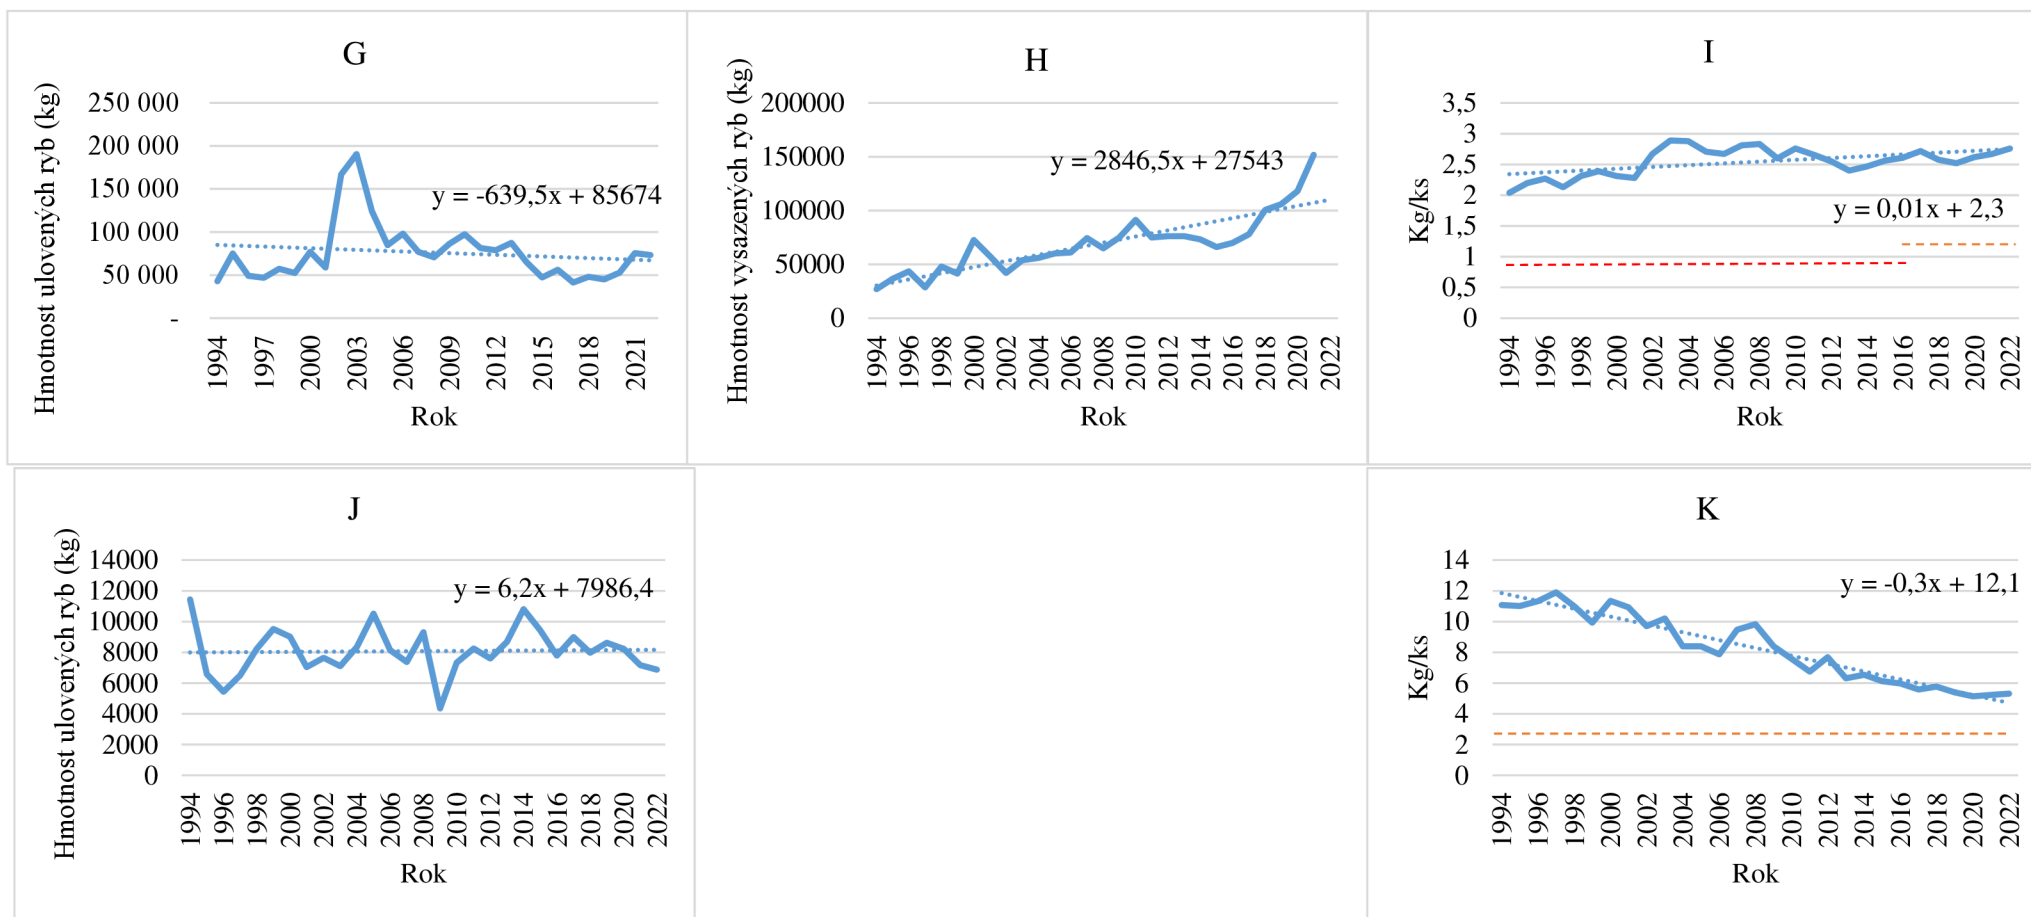 G
Hmotnost ulovených ryb (kg)
250 000
200 000
150 000
100 000
50 000
-
y = -639,5x + 85674
1994 1997 2000 2003 2006 2009 2012 2015 2018 2021
Rok
H
Hmotnost vysazených ryb (kg)
200000
150000
100000
50000
0
y = 2846,5x + 27543
1994 1996 1998 2000 2002 2004 2006 2008 2010 2012 2014 2016 2018 2020 2022
Rok
I
Kg/ks
3,5
3
2,5
2
1,5
1
0,5
0
y = 0,01x + 2,3
1994 1996 1998 2000 2002 2004 2006 2008 2010 2012 2014 2016 2018 2020 2022
Rok
J
Hmotnost ulovených ryb (kg)
14000
12000
10000
8000
6000
4000
2000
0
y = 6,2x + 7986,4
1994 1996 1998 2000 2002 2004 2006 2008 2010 2012 2014 2016 2018 2020 2022
Rok
K
Kg/ks
14
12
10
8
6
4
2
0
y = -0,3x + 12,1
1994 1996 1998 2000 2002 2004 2006 2008 2010 2012 2014 2016 2018 2020 2022
Rok